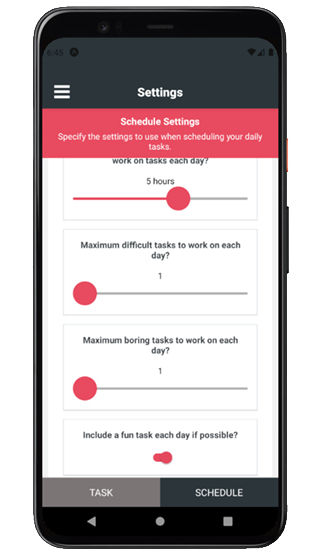 6:45
Settings
Schedule Settings
Specify the settings to use when scheduling your daily
tasks.
work on tasks each day?
5 hours
Maximum difficult tasks to work on each
day?
1
Maximum boring tasks to work on each
day?
1
Include a fun task each day if possible?
TASK
SCHEDULE